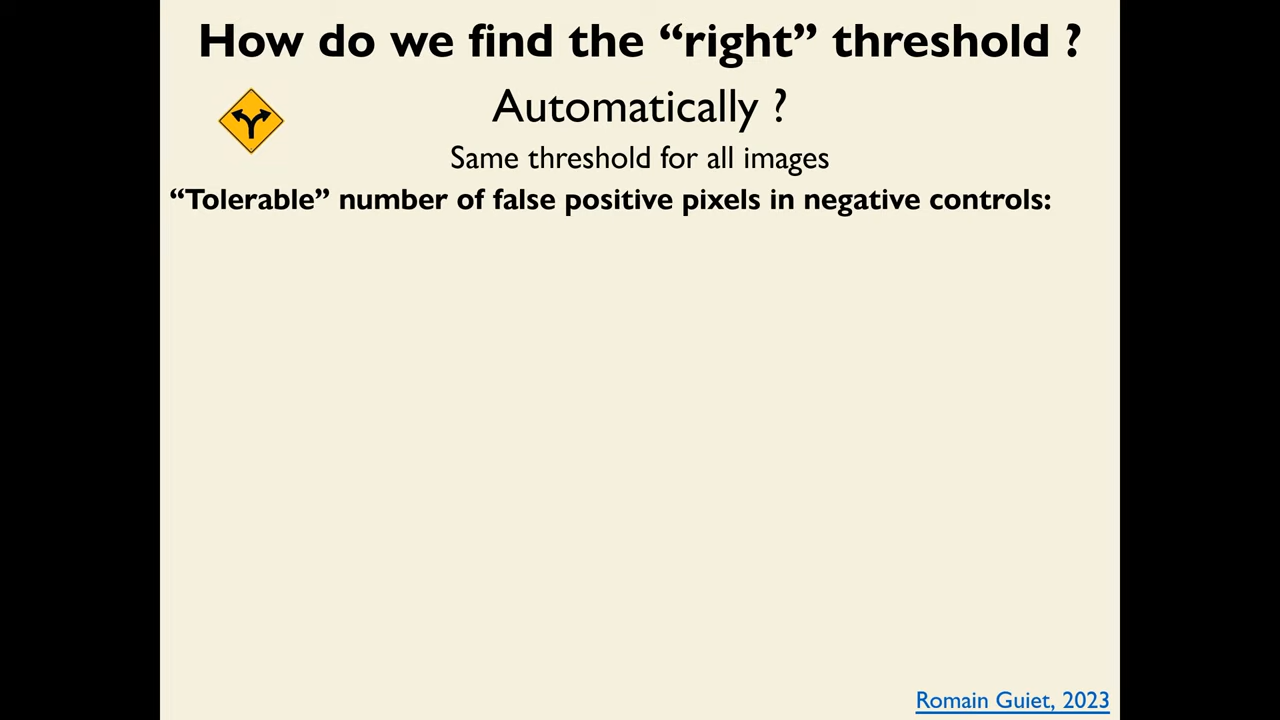 How do we find the “right” threshold ?
Automatically ?
Same threshold for all images
“Tolerable” number of false positive pixels in negative controls:
Romain Guiet, 2023